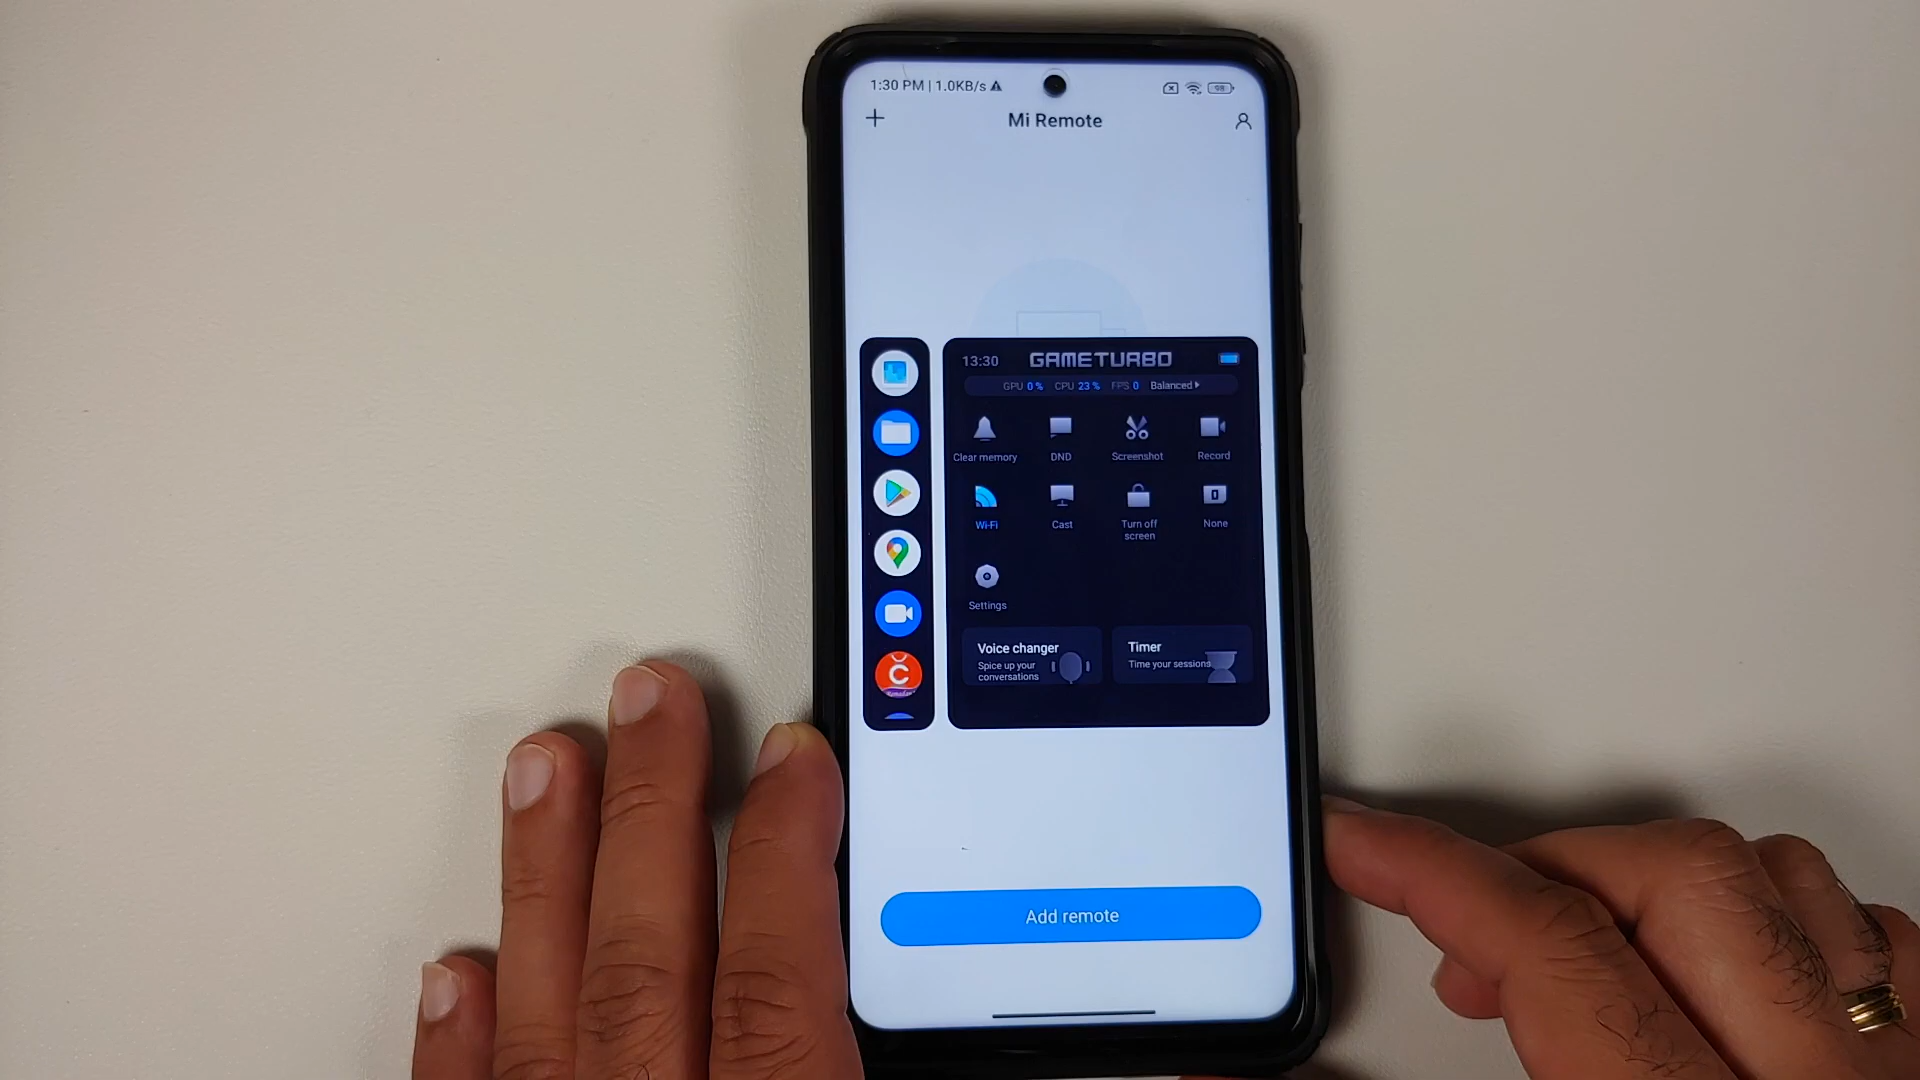 1:30 PM | 1.0KB/s
98
Mi Remote
13:30 GAMETURBO
GPU 0 % CPU 23 % FPS 0 Balanced
Clear memory DND Screenshot Record
Wi-Fi Cast Turn off screen None
Settings
Voice changer
Spice up your
conversations
Timer
Time your sessions
C
Add remote